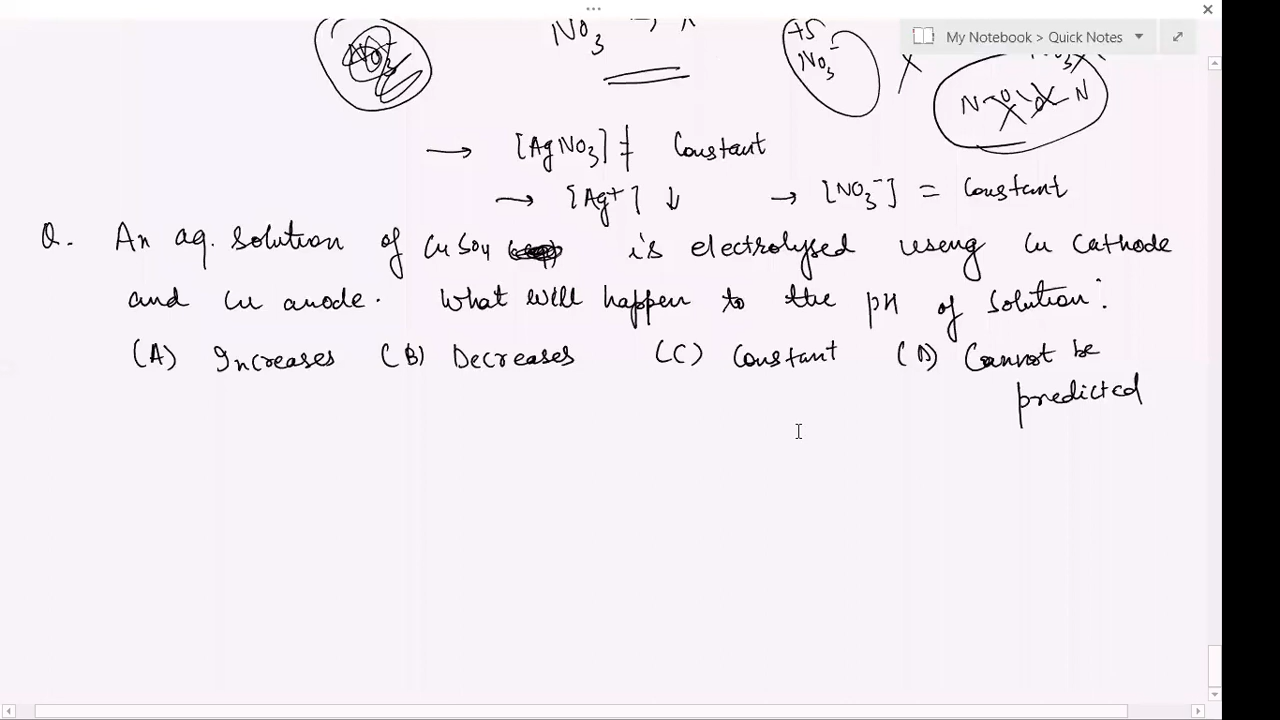 My Notebook > Quick Notes
NO3
+5
NO3-
N O O N
→ [AgNO3] ≠ Constant
→ [Ag+] ↓ → [NO3-] = Constant
Q. An aq. solution of CuSO4 is electrolysed using Cu Cathode
and Cu anode. What will happen to the pH of solution:
(A) Increases (B) Decreases (C) Constant (D) Cannot be
predicted